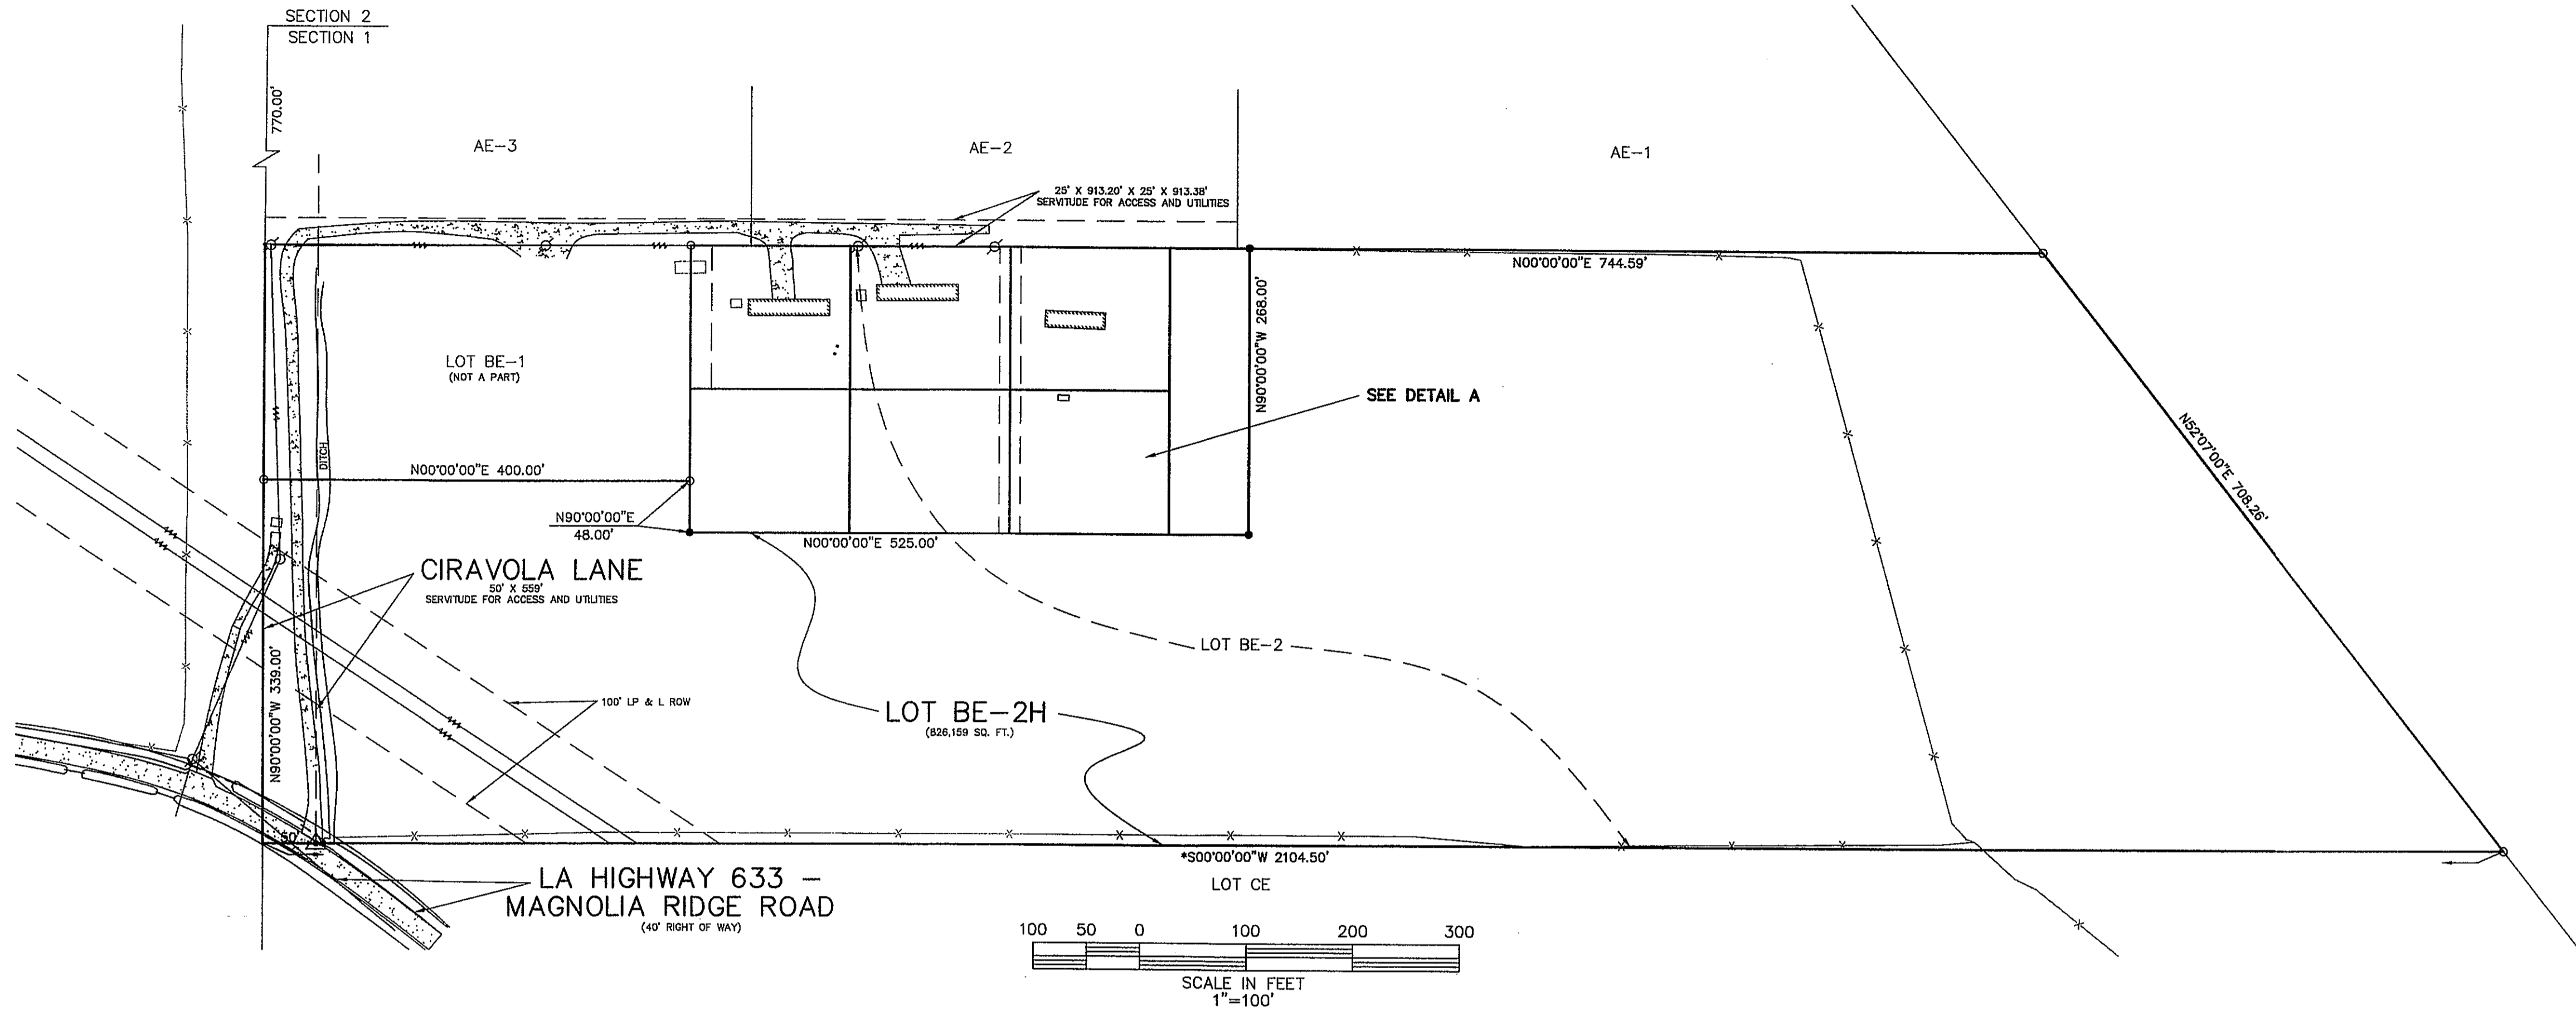 SECTION 2
SECTION 1
770.00'
AE-3
AE-2
AE-1
25' X 913.20' X 25' X 913.38'
SERVITUDE FOR ACCESS AND UTILITIES
N00°00'00"E 744.59'
N90°00'00"W 268.00'
LOT BE-1
(NOT A PART)
SEE DETAIL A
N52°07'00"E 708.26'
DITCH
N00°00'00"E 400.00'
N90°00'00"E
48.00'
N00°00'00"E 525.00'
CIRAVOLA LANE
50' X 559'
SERVITUDE FOR ACCESS AND UTILITIES
LOT BE-2
N90°00'00"W 339.00'
100' LP & L ROW
LOT BE-2H
(826,159 SQ. FT.)
50'
*S00°00'00"W 2104.50'
LA HIGHWAY 633 -
MAGNOLIA RIDGE ROAD
(40' RIGHT OF WAY)
LOT CE
100 50 0 100 200 300
SCALE IN FEET
1"=100'